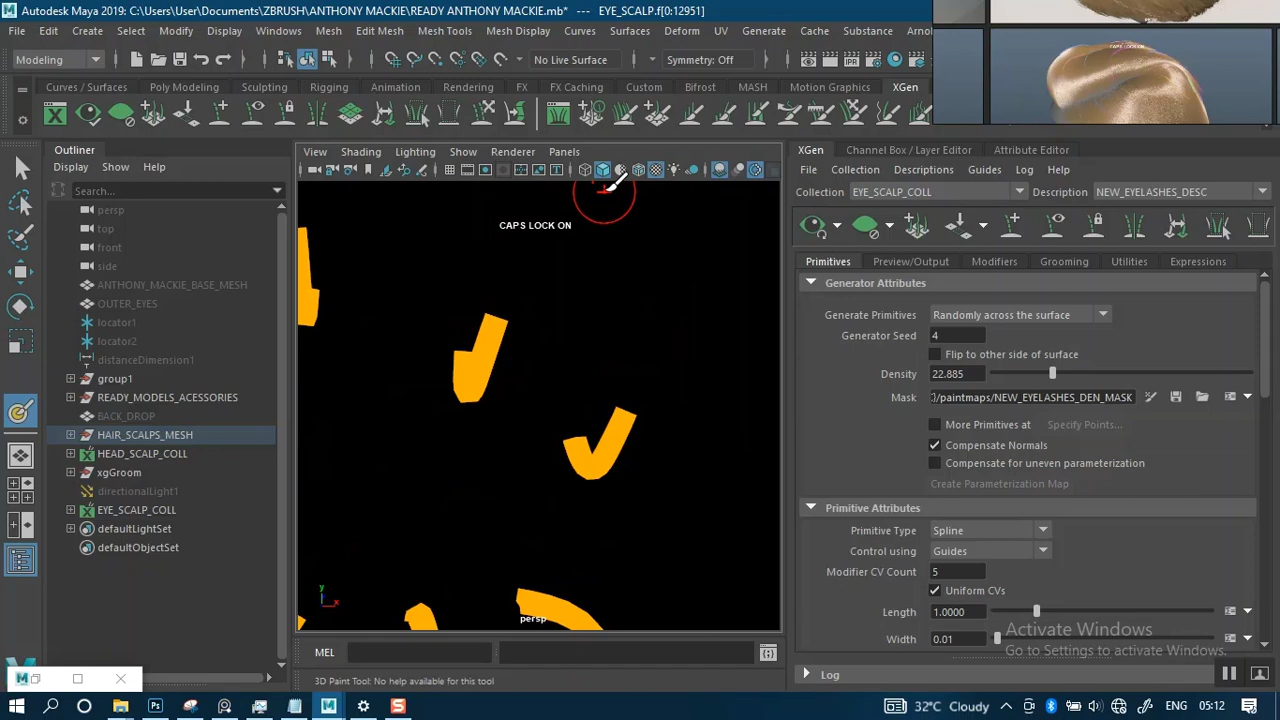 Autodesk Maya 2019: C:\Users\User\Documents\ZBRUSH\ANTHONY MACKIE\READY ANTHONY MACKIE.mb* --- EYE_SCALP.f[0:12951]
File Edit Create Select Modify Display Windows Mesh Edit Mesh Mesh Tools Mesh Display Curves Surfaces Deform UV Generate Cache Substance Arnol
CAPS LOCK ON
Modeling No Live Surface Symmetry: Off
Curves / Surfaces Poly Modeling Sculpting Rigging Animation Rendering FX FX Caching Custom Bifrost MASH Motion Graphics XGen
Outliner
Display Show Help
Search...
persp
top
front
side
ANTHONY_MACKIE_BASE_MESH
OUTER_EYES
locator1
locator2
distanceDimension1
group1
READY_MODELS_ACESSORIES
BACK_DROP
HAIR_SCALPS_MESH
HEAD_SCALP_COLL
xgGroom
directionalLight1
EYE_SCALP_COLL
defaultLightSet
defaultObjectSet
View Shading Lighting Show Renderer Panels
CAPS LOCK ON
y
x
persp
MEL
3D Paint Tool: No help available for this tool
XGen Channel Box / Layer Editor Attribute Editor
File Collection Descriptions Guides Log Help
Collection EYE_SCALP_COLL Description NEW_EYELASHES_DESC
Primitives Preview/Output Modifiers Grooming Utilities Expressions
Generator Attributes
Generate Primitives Randomly across the surface
Generator Seed 4
Flip to other side of surface
Density 22.885
Mask /paintmaps/NEW_EYELASHES_DEN_MASK
More Primitives at Specify Points...
Compensate Normals
Compensate for uneven parameterization
Create Parameterization Map
Primitive Attributes
Primitive Type Spline
Control using Guides
Modifier CV Count 5
Uniform CVs
Length 1.0000
Width 0.01
Activate Windows
Go to Settings to activate Windows.
Log
32°C Cloudy ENG 05:12